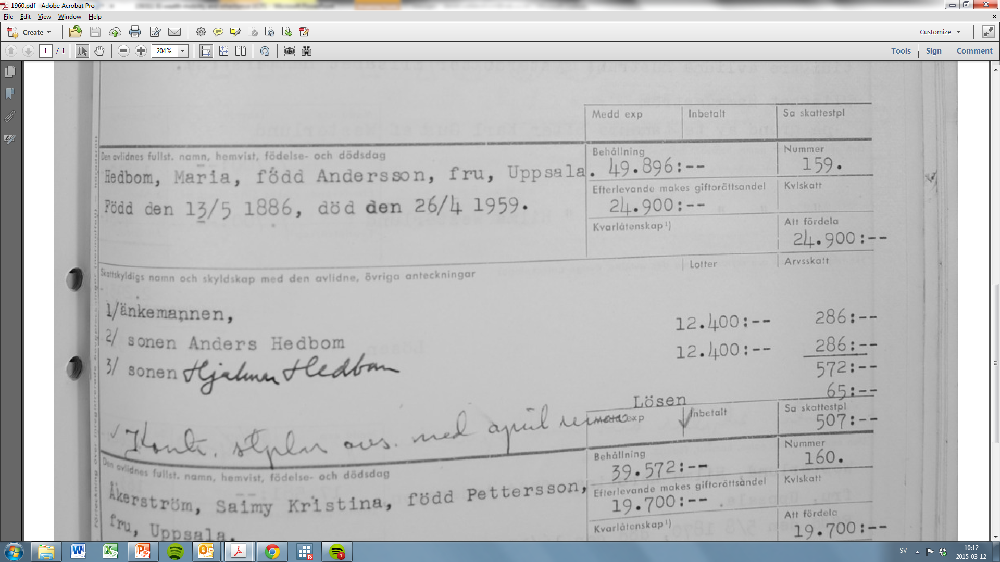 1960.pdf - Adobe Acrobat Pro
File Edit View Window Help
Create Customize
1 / 1 204% Tools Sign Comment
Medd exp Inbetalt Sa skattestpl
Den avlidnes fullst. namn, hemvist, födelse- och dödsdag Behållning Nummer
Hedbom, Maria, född Andersson, fru, Uppsala. 49.896:-- 159.
Efterlevande makes giftorättsandel Kvlskatt
Född den 13/5 1886, död den 26/4 1959. 24.900:--
Kvarlåtenskap¹) Att fördela
24.900:--
Skattskyldigs namn och skyldskap med den avlidne, övriga anteckningar Lotter Arvsskatt
1/änkemannen, 12.400:-- 286:--
2/ sonen Anders Hedbom 12.400:-- 286:--
3/ sonen Hjalmar Hedbom 572:--
65:--
Lösen
Medd exp Inbetalt Sa skattestpl
507:--
Kontr. stplar avs. med april
Den avlidnes fullst. namn, hemvist, födelse- och dödsdag Behållning Nummer
39.572:-- 160.
Åkerström, Saimy Kristina, född Pettersson, Efterlevande makes giftorättsandel Kvlskatt
19.700:--
fru, Uppsala. Kvarlåtenskap¹) Att fördela
19.700:--
SV 10:12
2015-03-12